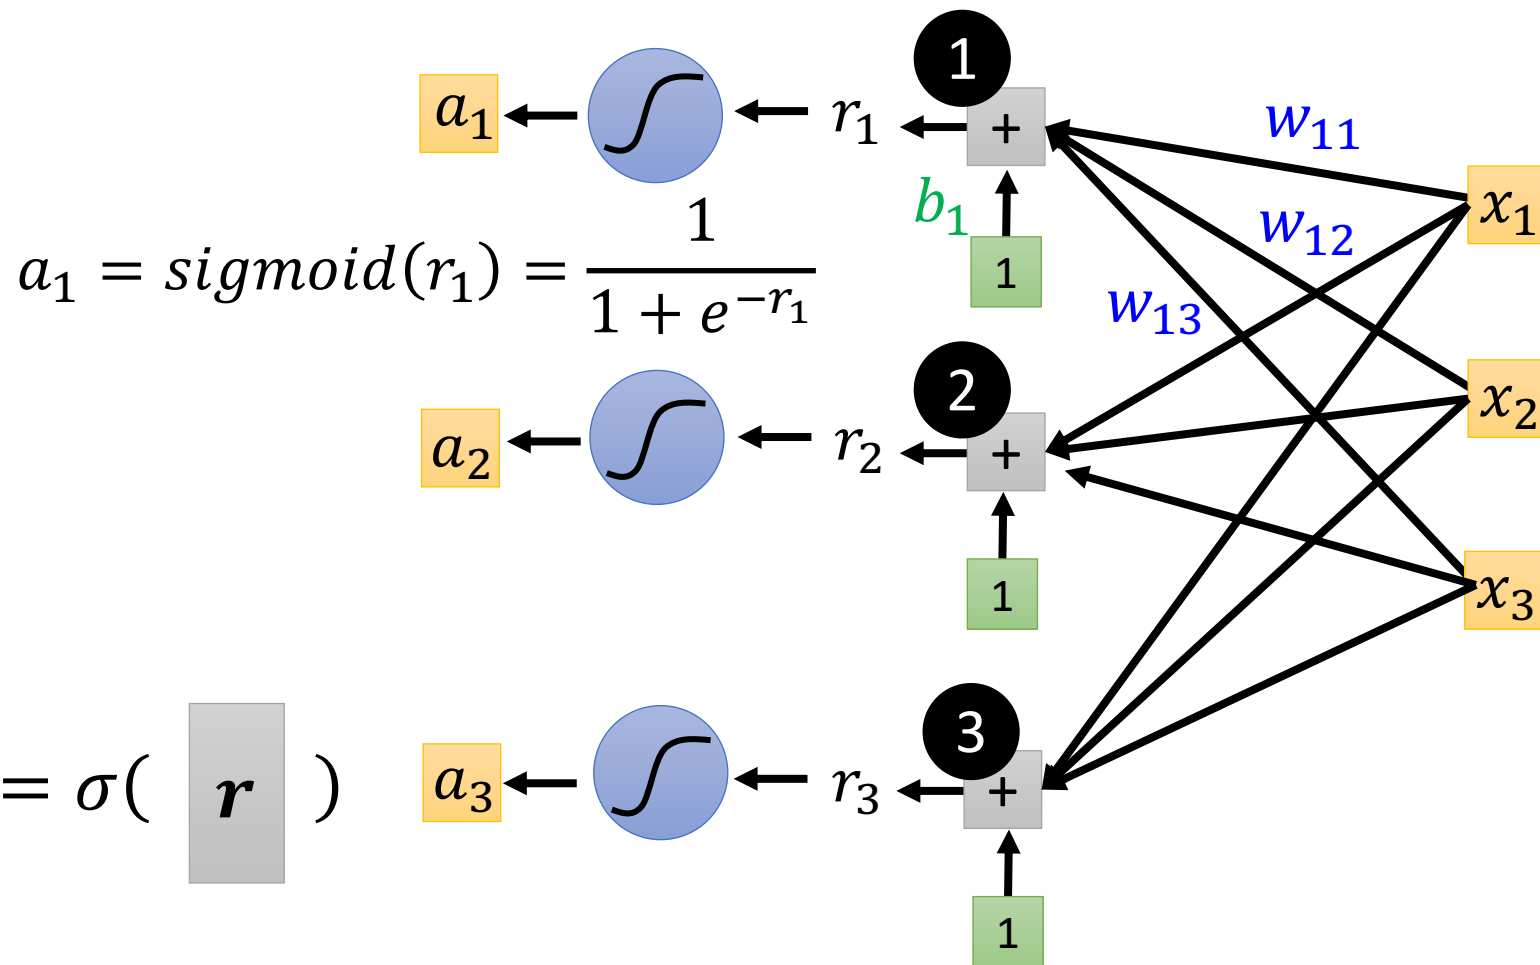 1
a₁ r₁ + w₁₁
x₁
b₁ w₁₂
a₁ = sigmoid(r₁) = 1 / (1 + e^{−r₁})
1 w₁₃
2
x₂
a₂ r₂ +
1 x₃
3
= σ( r ) a₃ r₃ +
1